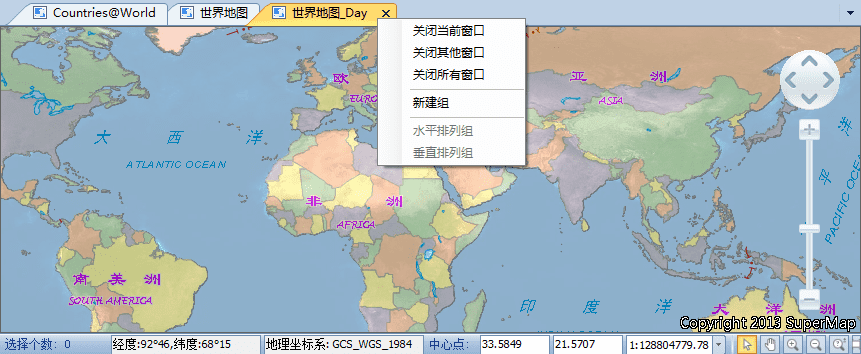 Countries@World 世界地图 世界地图_Day
关闭当前窗口
关闭其他窗口
关闭所有窗口
新建组
水平排列组
垂直排列组
欧
EURO
亚 洲
ASIA
大 西 洋
ATLANTIC OCEAN
非 洲
AFRICA
平
PACIFIC OCE
南 美 洲
SOUTH AMERICA
印 度 洋
大 洋 洲
Copyright 2013 SuperMap
选择个数: 0 经度:92°46,纬度:68°15 地理坐标系: GCS_WGS_1984 中心点: 33.5849 21.5707 1:128804779.78